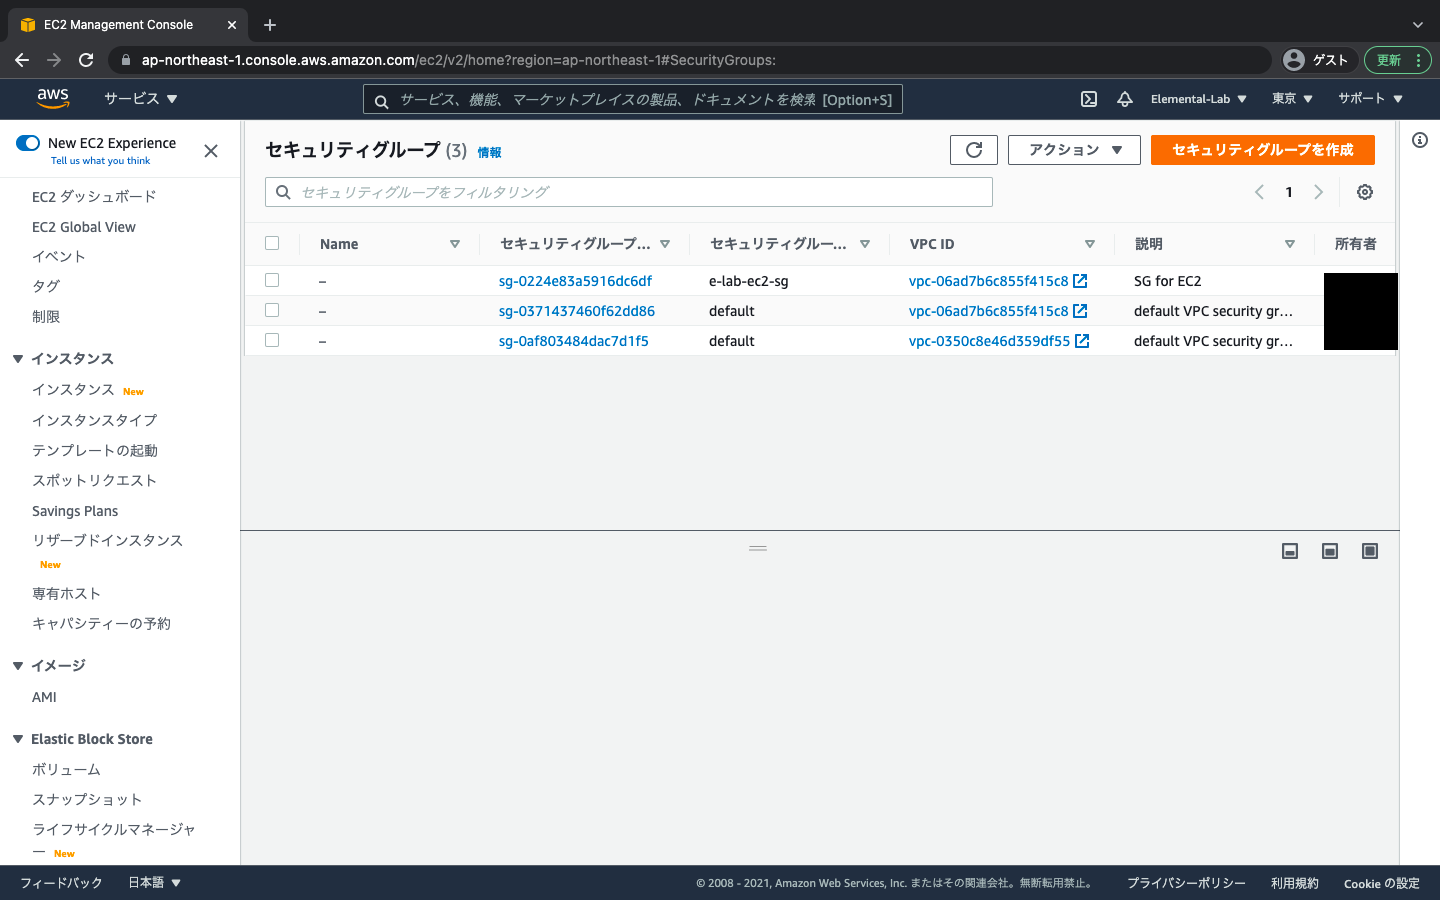 EC2 Management Console
ap-northeast-1.console.aws.amazon.com/ec2/v2/home?region=ap-northeast-1#SecurityGroups:
ゲスト
更新
aws
サービス
サービス、機能、マーケットプレイスの製品、ドキュメントを検索 [Option+S]
Elemental-Lab
東京
サポート
New EC2 Experience
Tell us what you think
EC2 ダッシュボード
EC2 Global View
イベント
タグ
制限
インスタンス
インスタンス New
インスタンスタイプ
テンプレートの起動
スポットリクエスト
Savings Plans
リザーブドインスタンス
New
専有ホスト
キャパシティーの予約
イメージ
AMI
Elastic Block Store
ボリューム
スナップショット
ライフサイクルマネージャ
ー New
セキュリティグループ (3) 情報
アクション
セキュリティグループを作成
セキュリティグループをフィルタリング
1
Name セキュリティグループ... セキュリティグルー... VPC ID 説明 所有者
– sg-0224e83a5916dc6df e-lab-ec2-sg vpc-06ad7b6c855f415c8 SG for EC2
– sg-0371437460f62dd86 default vpc-06ad7b6c855f415c8 default VPC security gr...
– sg-0af803484dac7d1f5 default vpc-0350c8e46d359df55 default VPC security gr...
フィードバック
日本語
© 2008 - 2021, Amazon Web Services, Inc. またはその関連会社。無断転用禁止。
プライバシーポリシー
利用規約
Cookie の設定